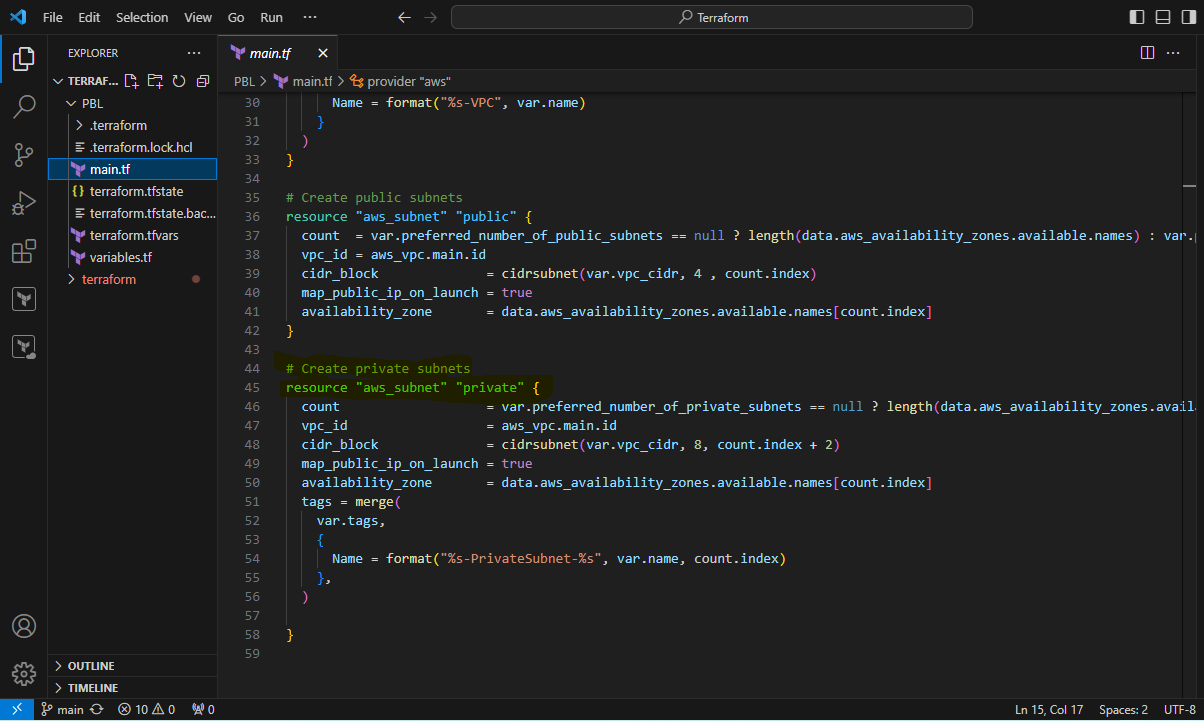 File Edit Selection View Go Run ··· Terraform
EXPLORER ···
TERRAF...
PBL
.terraform
.terraform.lock.hcl
main.tf
terraform.tfstate
terraform.tfstate.bac...
terraform.tfvars
variables.tf
terraform
OUTLINE
TIMELINE
main.tf
PBL > main.tf > provider "aws"
30 Name = format("%s-VPC", var.name)
31 }
32 )
33 }
34
35 # Create public subnets
36 resource "aws_subnet" "public" {
37 count = var.preferred_number_of_public_subnets == null ? length(data.aws_availability_zones.available.names) : var.
38 vpc_id = aws_vpc.main.id
39 cidr_block = cidrsubnet(var.vpc_cidr, 4 , count.index)
40 map_public_ip_on_launch = true
41 availability_zone = data.aws_availability_zones.available.names[count.index]
42 }
43
44 # Create private subnets
45 resource "aws_subnet" "private" {
46 count = var.preferred_number_of_private_subnets == null ? length(data.aws_availability_zones.avail
47 vpc_id = aws_vpc.main.id
48 cidr_block = cidrsubnet(var.vpc_cidr, 8, count.index + 2)
49 map_public_ip_on_launch = true
50 availability_zone = data.aws_availability_zones.available.names[count.index]
51 tags = merge(
52 var.tags,
53 {
54 Name = format("%s-PrivateSubnet-%s", var.name, count.index)
55 },
56 )
57
58 }
59
main 10 0 0 Ln 15, Col 17 Spaces: 2 UTF-8